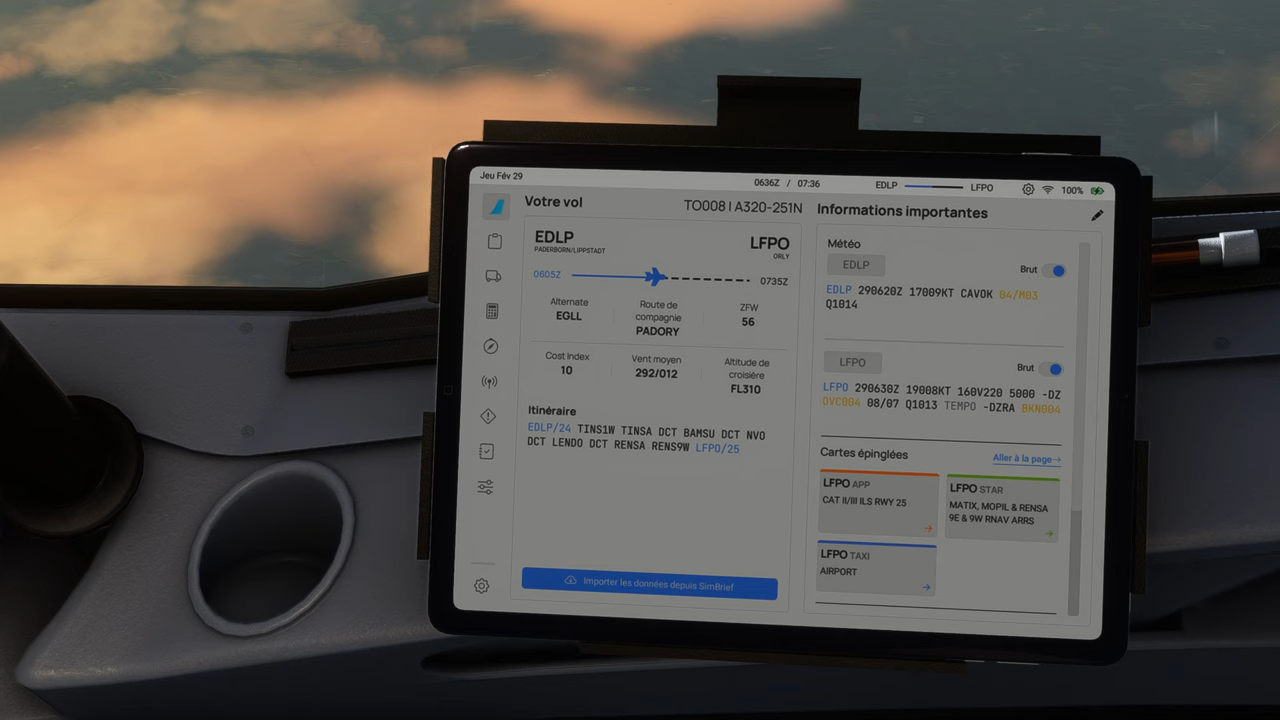 Jeu Fév 29
0636Z / 07:36
EDLP
LFPO
100%
Votre vol
TO008 | A320-251N
EDLP
PADERBORN/LIPPSTADT
LFPO
ORLY
0605Z
0735Z
Alternate
EGLL
Route de
compagnie
PADORY
ZFW
56
Cost Index
10
Vent moyen
292/012
Altitude de
croisière
FL310
Itinéraire
EDLP/24 TINS1W TINSA DCT BAMSU DCT NVO
DCT LENDO DCT RENSA RENS9W LFPO/25
Importer les données depuis SimBrief
Informations importantes
Météo
EDLP
Brut
EDLP 290620Z 17009KT CAVOK 04/M03
Q1014
LFPO
Brut
LFPO 290630Z 19008KT 160V220 5000 -DZ
OVC004 08/07 Q1013 TEMPO -DZRA BKN004
Cartes épinglées
Aller à la page→
LFPO APP
CAT II/III ILS RWY 25
LFPO STAR
MATIX, MOPIL & RENSA
9E & 9W RNAV ARRS
LFPO TAXI
AIRPORT